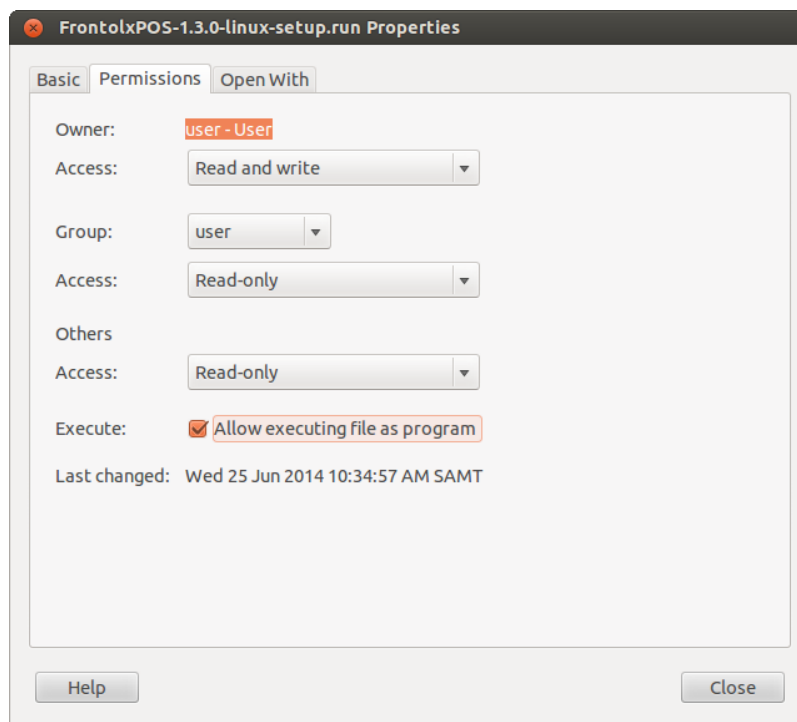 FrontolxPOS-1.3.0-linux-setup.run Properties
Basic Permissions Open With
Owner: user - User
Access: Read and write
Group: user
Access: Read-only
Others
Access: Read-only
Execute: Allow executing file as program
Last changed: Wed 25 Jun 2014 10:34:57 AM SAMT
Help Close